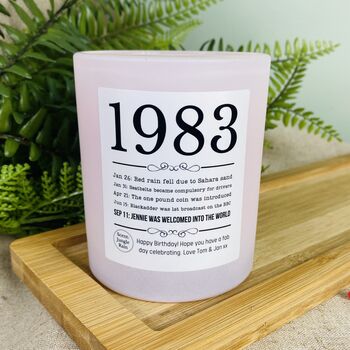 1983
Jan 26: Red rain fell due to Sahara sand
Jan 31: Seatbelts became compulsory for drivers
Apr 21: The one pound coin was introduced
Jun 15: Blackadder was 1st broadcast on the BBC
SEP 11: JENNIE WAS WELCOMED INTO THE WORLD
Scent:
Jungle
Rain
Happy Birthday! Hope you have a fab
day celebrating. Love Tom & Jan xx